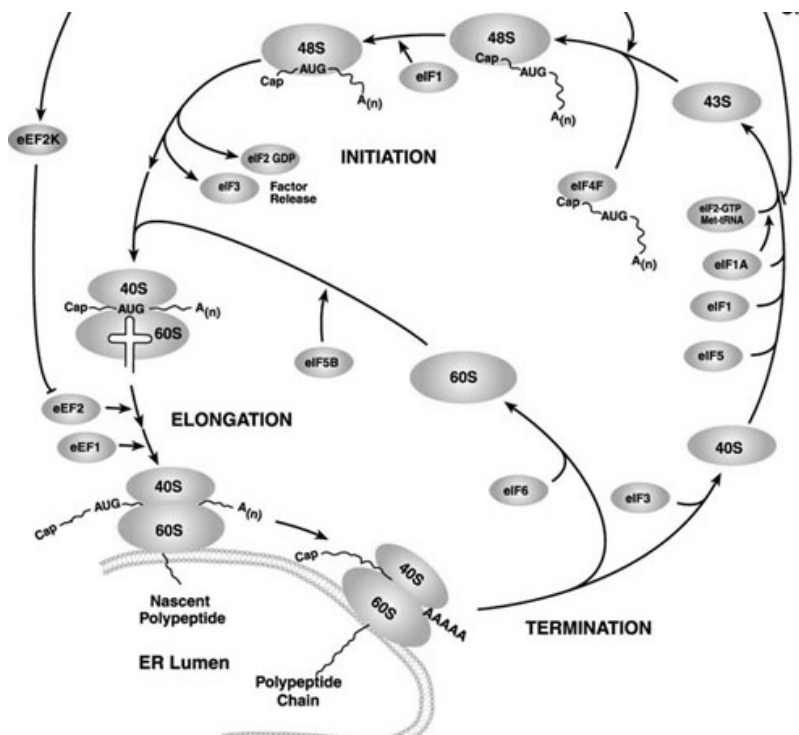 48S
Cap AUG
A(n)
eIF1
48S
Cap AUG
A(n)
43S
eEF2K
INITIATION
eIF2 GDP
eIF3
Factor
Release
eIF4F
Cap AUG
A(n)
eIF2-GTP
Met-tRNA
eIF1A
eIF1
eIF5
40S
Cap AUG A(n)
60S
eIF5B
60S
eEF2
ELONGATION
eEF1
40S
40S
Cap AUG A(n)
60S
eIF6
eIF3
Cap
40S
60S
AAAAA
Nascent
Polypeptide
TERMINATION
ER Lumen
Polypeptide
Chain